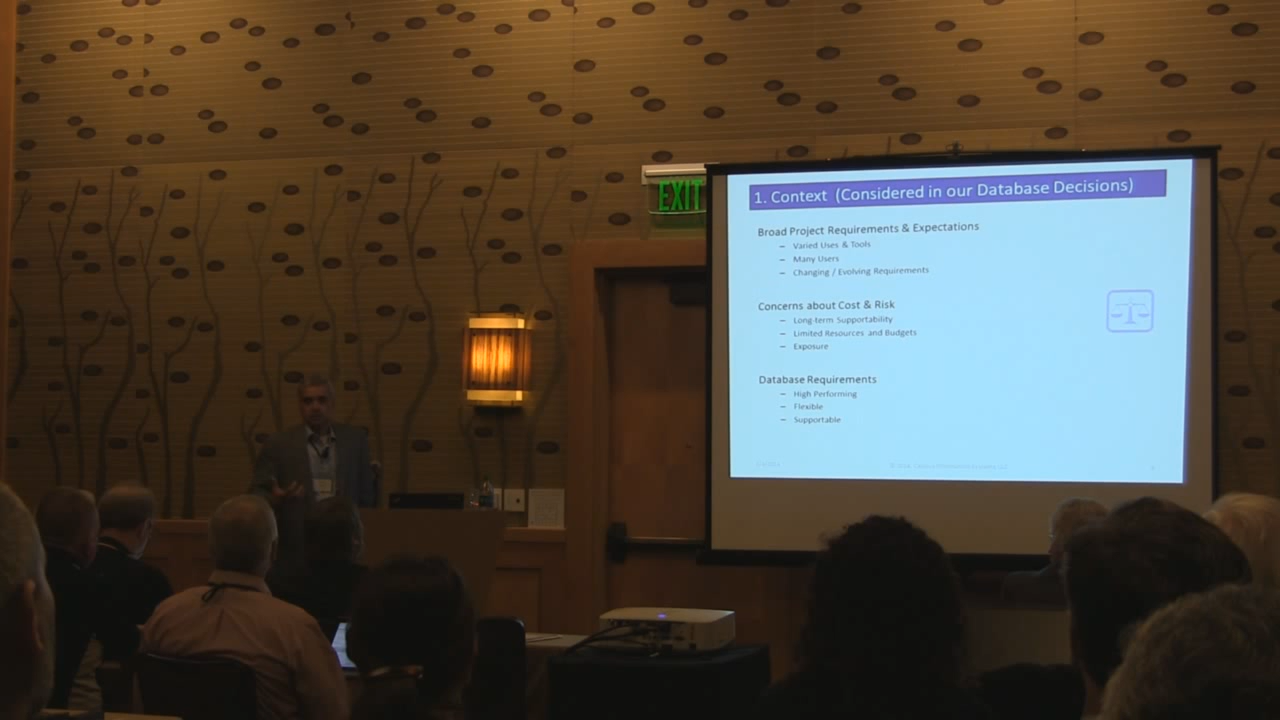 EXIT
1. Context (Considered in our Database Decisions)
Broad Project Requirements & Expectations
– Varied Uses & Tools
– Many Users
– Changing / Evolving Requirements
Concerns about Cost & Risk
– Long-term Supportability
– Limited Resources and Budgets
– Exposure
Database Requirements
– High Performing
– Flexible
– Supportable